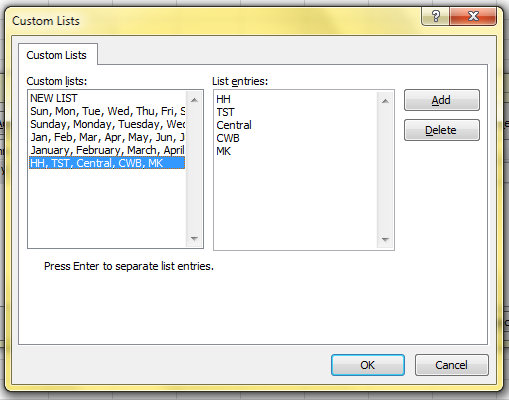 Custom Lists
Custom Lists
Custom lists:
NEW LIST
Sun, Mon, Tue, Wed, Thu, Fri, S
Sunday, Monday, Tuesday, Wed
Jan, Feb, Mar, Apr, May, Jun, J
January, February, March, April
HH, TST, Central, CWB, MK
List entries:
HH
TST
Central
CWB
MK
Add
Delete
Press Enter to separate list entries.
OK
Cancel